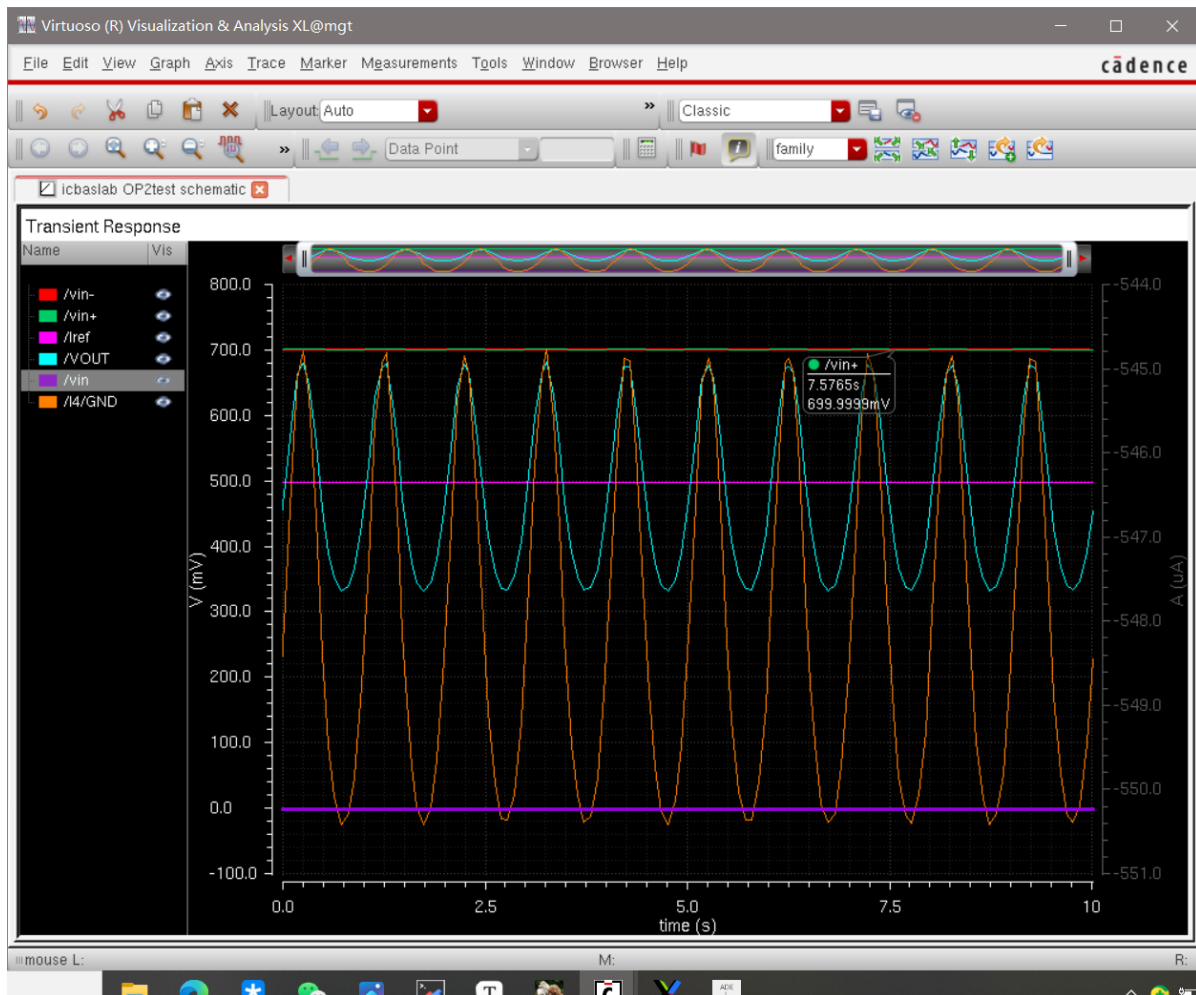 Virtuoso (R) Visualization & Analysis XL@mgt
File Edit View Graph Axis Trace Marker Measurements Tools Window Browser Help
cādence
Layout: Auto
»
Classic
»
Data Point
family
icbaslab OP2test schematic
Transient Response
Name Vis
/vin-
/vin+
/Iref
/VOUT
/vin
/I4/GND
800.0
700.0
600.0
500.0
400.0
300.0
200.0
100.0
0.0
-100.0
V (mV)
/vin+
7.5765s
699.9999mV
-544.0
-545.0
-546.0
-547.0
-548.0
-549.0
-550.0
-551.0
A (uA)
0.0 2.5 5.0 7.5 10
time (s)
mouse L: M: R:
T
ADE